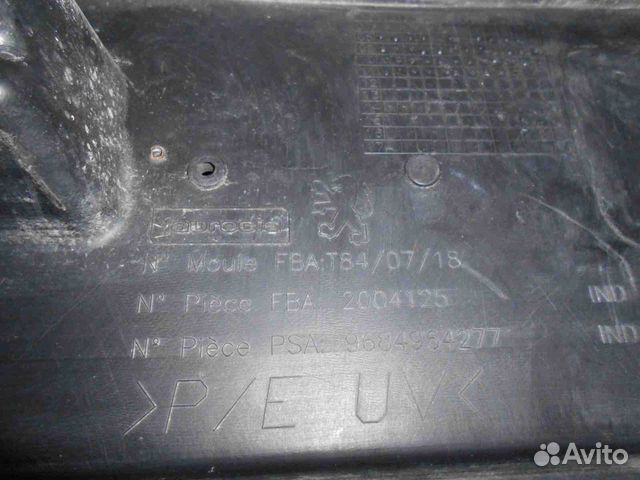 faurecia
N° Moule FBA:T84/07/18
N° Pièce FBA: 2004125
IND
N° Pièce PSA: 9684964277
IND
>P/E UV<
Avito